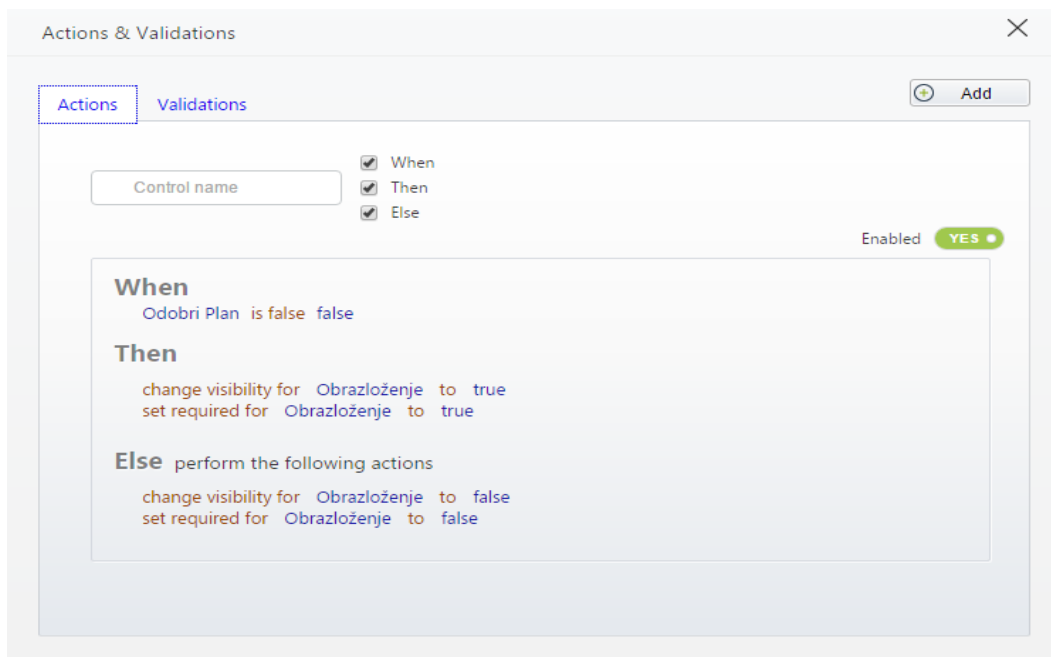 Actions & Validations
Actions Validations
Add
Control name
When
Then
Else
Enabled YES
When
Odobri Plan is false false
Then
change visibility for Obrazloženje to true
set required for Obrazloženje to true
Else perform the following actions
change visibility for Obrazloženje to false
set required for Obrazloženje to false